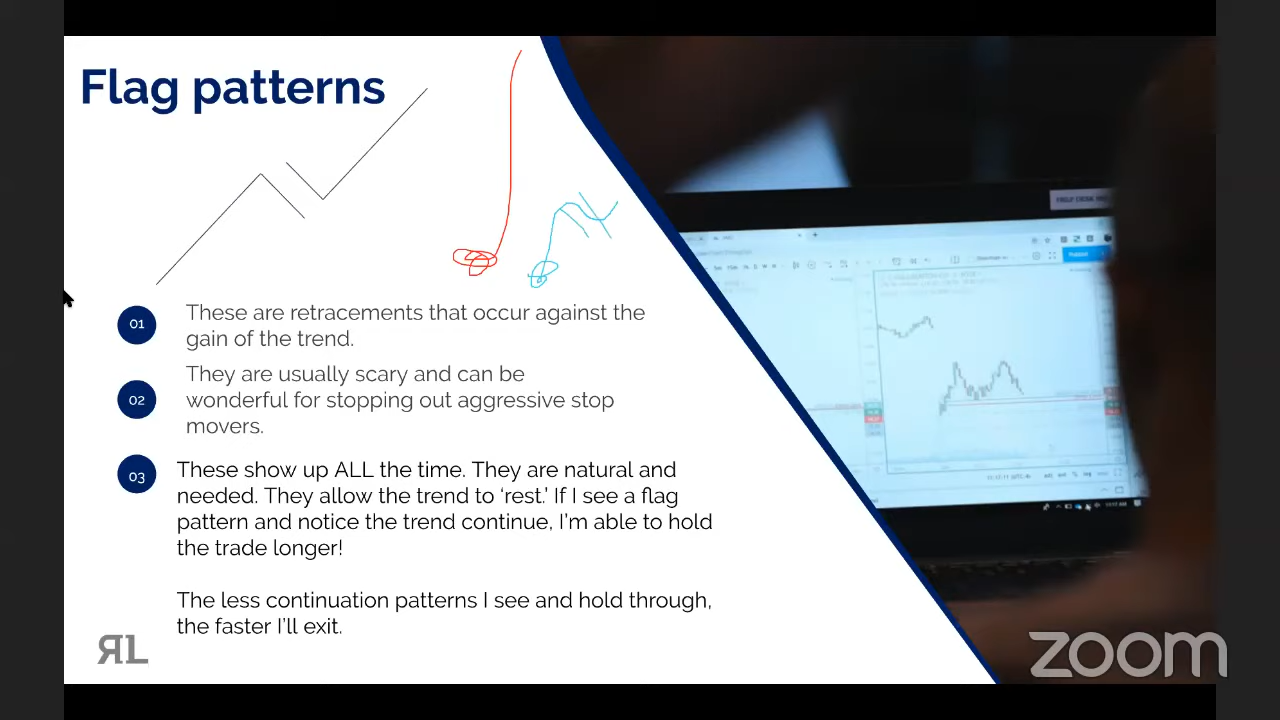 Flag patterns
01
These are retracements that occur against the
gain of the trend.
02
They are usually scary and can be
wonderful for stopping out aggressive stop
movers.
03
These show up ALL the time. They are natural and
needed. They allow the trend to ‘rest.’ If I see a flag
pattern and notice the trend continue, I’m able to hold
the trade longer!
The less continuation patterns I see and hold through,
the faster I’ll exit.
RL
zoom